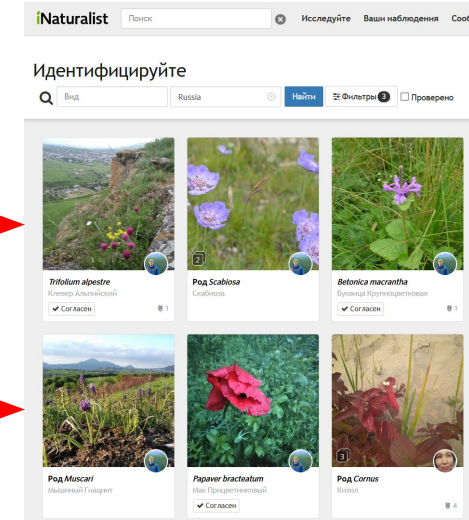 iNaturalist
Поиск
Исследуйте Ваши наблюдения Сооб
Идентифицируйте
Вид
Russia
Найти
Фильтры 3
Проверено
2
Trifolium alpestre
Клевер Альпийский
Согласен
1
Род Scabiosa
Скабиоза
Betonica macrantha
Буквица Крупноцветковая
Согласен
1
3
Род Muscari
Мышиный Гиацинт
Papaver bracteatum
Мак Прицветниковый
Согласен
Род Cornus
Кизил
4